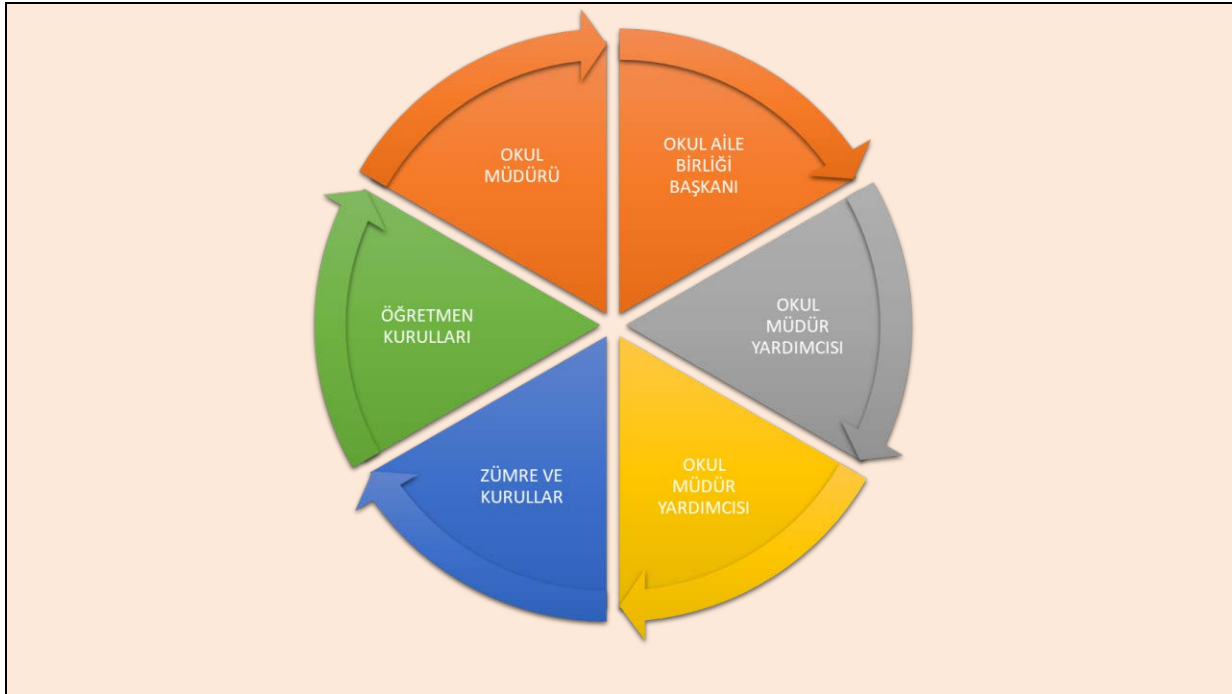 OKUL
MÜDÜRÜ
OKUL AİLE
BİRLİĞİ
BAŞKANI
OKUL
MÜDÜR
YARDIMCISI
OKUL
MÜDÜR
YARDIMCISI
ZÜMRE VE
KURULLAR
ÖĞRETMEN
KURULLARI